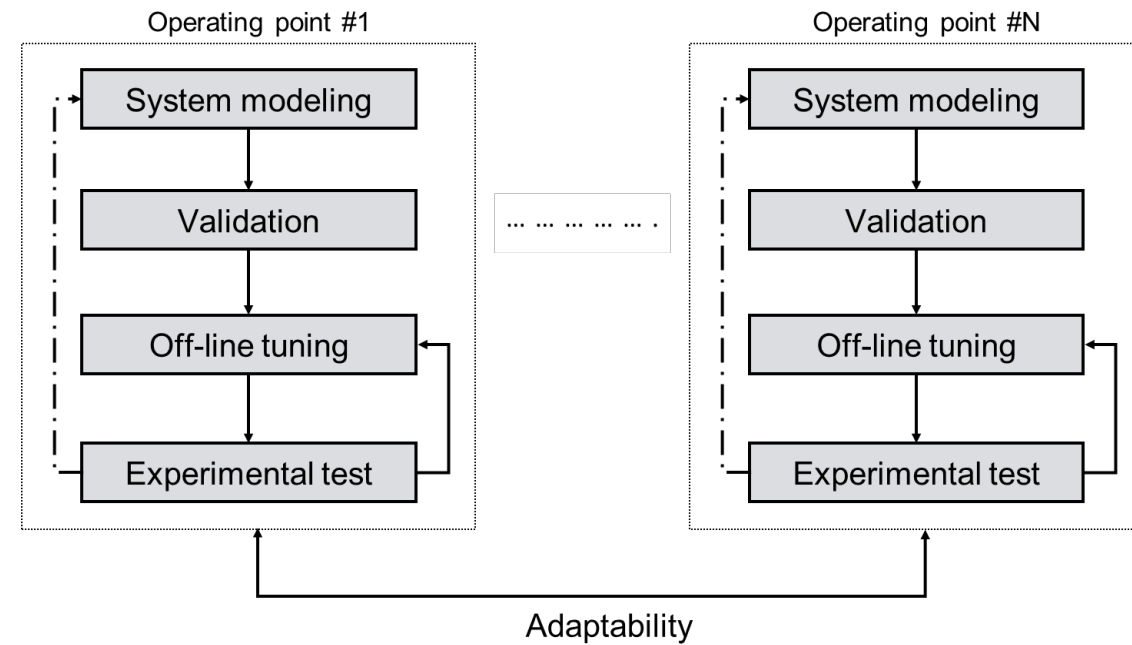 Operating point #1
System modeling
Validation
Off-line tuning
Experimental test
... ... ... ... ... .
Operating point #N
System modeling
Validation
Off-line tuning
Experimental test
Adaptability